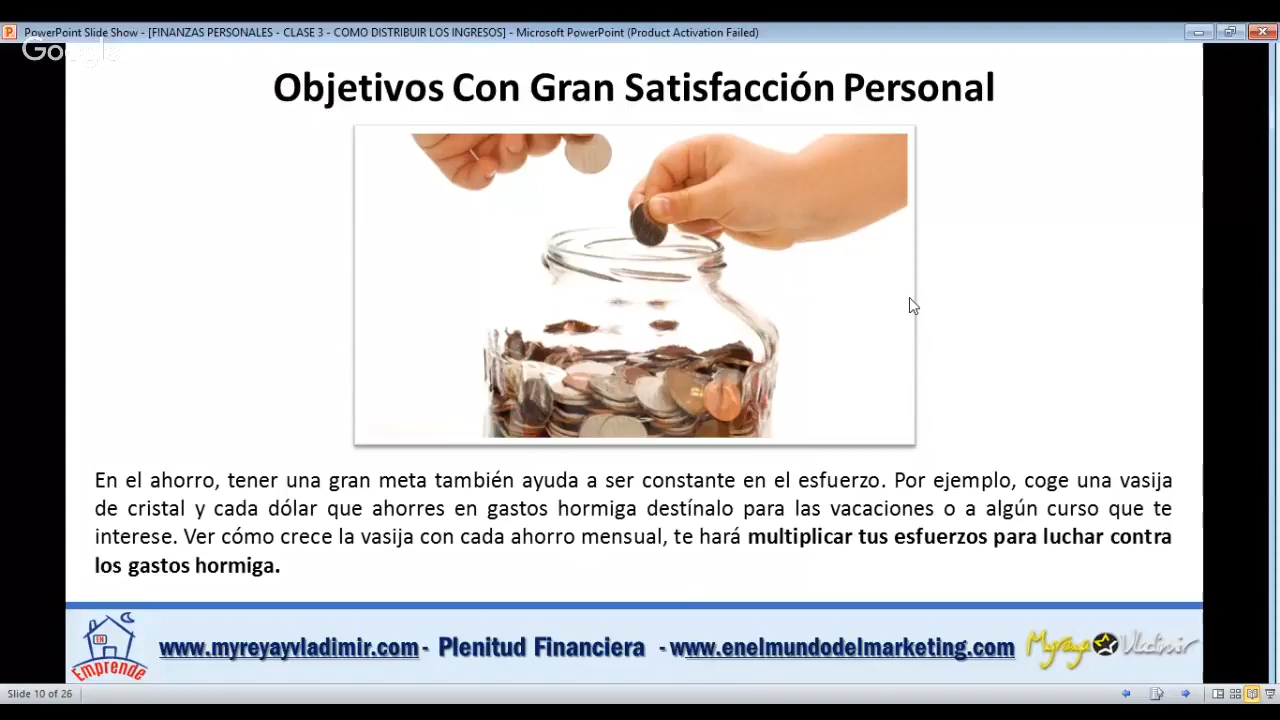 PowerPoint Slide Show - [FINANZAS PERSONALES - CLASE 3 - COMO DISTRIBUIR LOS INGRESOS] - Microsoft PowerPoint (Product Activation Failed)
Google
Objetivos Con Gran Satisfacción Personal
En el ahorro, tener una gran meta también ayuda a ser constante en el esfuerzo. Por ejemplo, coge una vasija
de cristal y cada dólar que ahorres en gastos hormiga destínalo para las vacaciones o a algún curso que te
interese. Ver cómo crece la vasija con cada ahorro mensual, te hará multiplicar tus esfuerzos para luchar contra
los gastos hormiga.
EN
Emprende
www.myreyayvladimir.com - Plenitud Financiera - www.enelmundodelmarketing.com
Myreya Vladimir
Slide 10 of 26